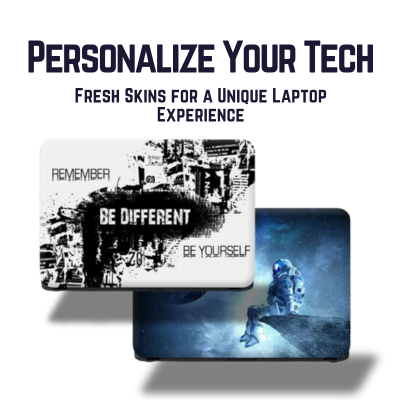 PERSONALIZE YOUR TECH
FRESH SKINS FOR A UNIQUE LAPTOP
EXPERIENCE
REMEMBER
BE DIFFERENT
BE YOURSELF